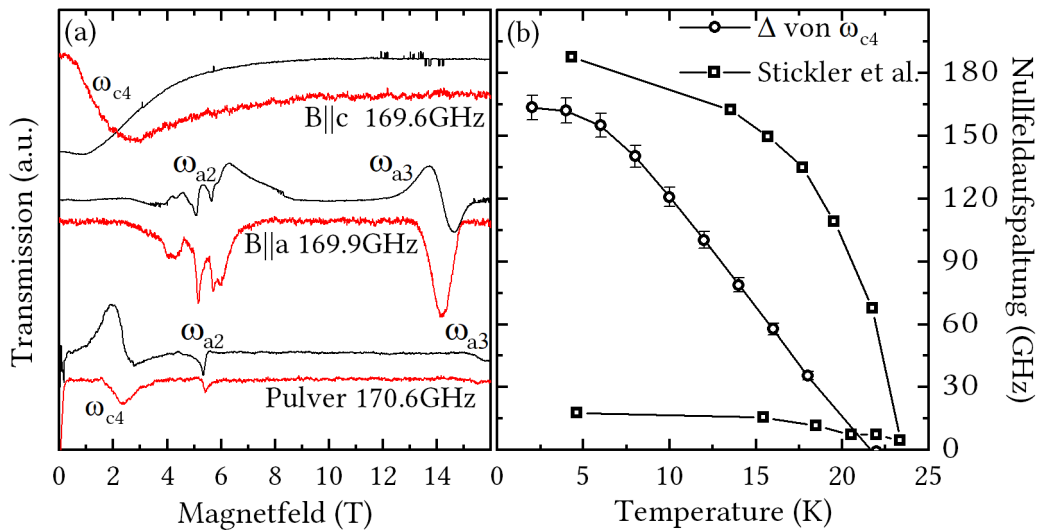 (a)
ω_c4
B||c 169.6GHz
ω_a2
ω_a3
B||a 169.9GHz
ω_a2
ω_a3
ω_c4
Pulver 170.6GHz
Transmission (a.u.)
0 2 4 6 8 10 12 14
Magnetfeld (T)
(b)
Δ von ω_c4
Stickler et al.
180
150
120
90
60
30
0
Nullfeldaufspaltung (GHz)
0 5 10 15 20 25
Temperature (K)